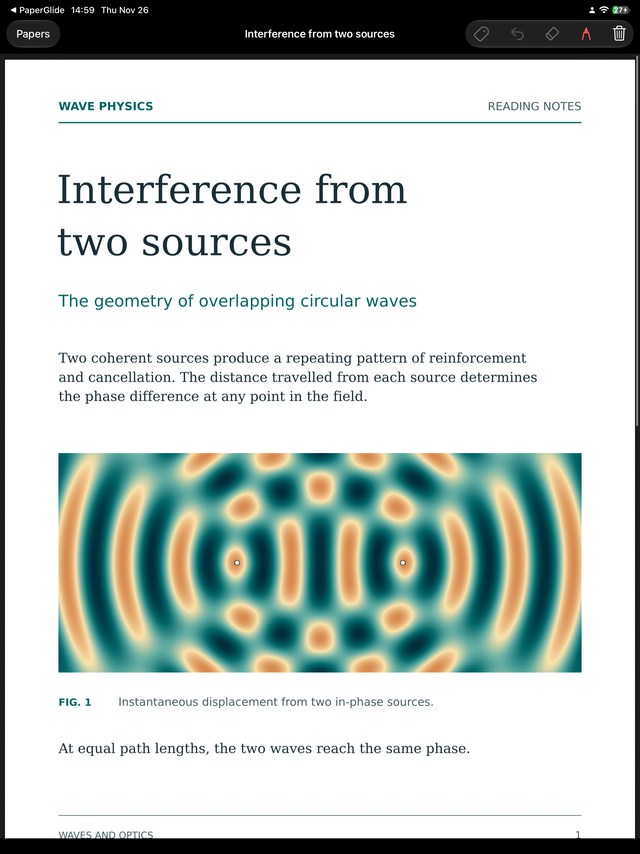 PaperGlide 14:59 Thu Nov 26 27
Papers Interference from two sources
WAVE PHYSICS READING NOTES
Interference from
two sources
The geometry of overlapping circular waves
Two coherent sources produce a repeating pattern of reinforcement
and cancellation. The distance travelled from each source determines
the phase difference at any point in the field.
FIG. 1 Instantaneous displacement from two in-phase sources.
At equal path lengths, the two waves reach the same phase.
WAVES AND OPTICS 1